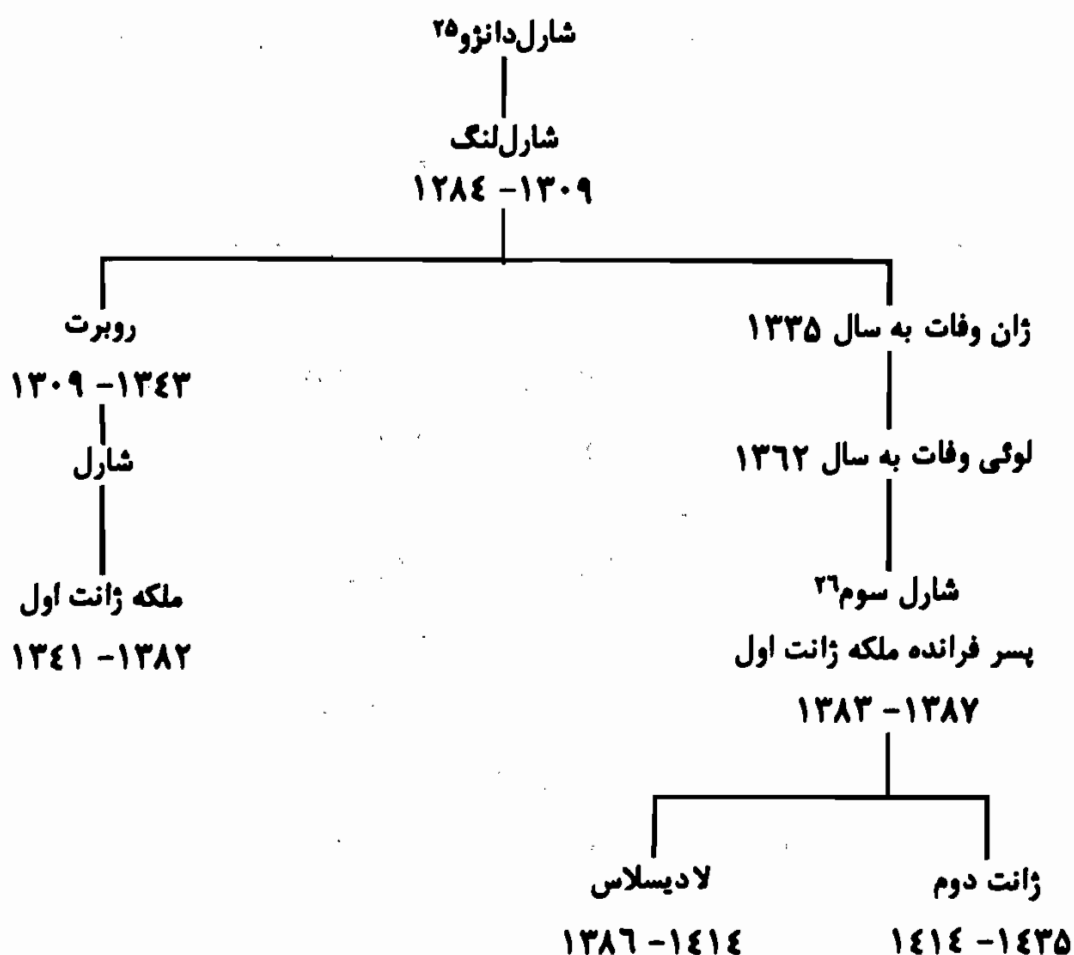 شارل‌دانژو۲۵
شارل‌لنگ
۱۲۸٤ –۱۳۰۹
ژان وفات به سال ۱۳۳۵
روبرت
۱۳۰۹ –۱۳٤۳
لوئی وفات به سال ۱۳٦۲
شارل
شارل سوم۲٦
ملکه ژانت اول
پسر فرانده ملکه ژانت اول
۱۳٤۱ –۱۳۸۲
۱۳۸۳ –۱۳۸۷
ژانت دوم
لادیسلاس
۱٤۱٤ –۱٤۳۵
۱۳۸٦ –۱٤۱٤